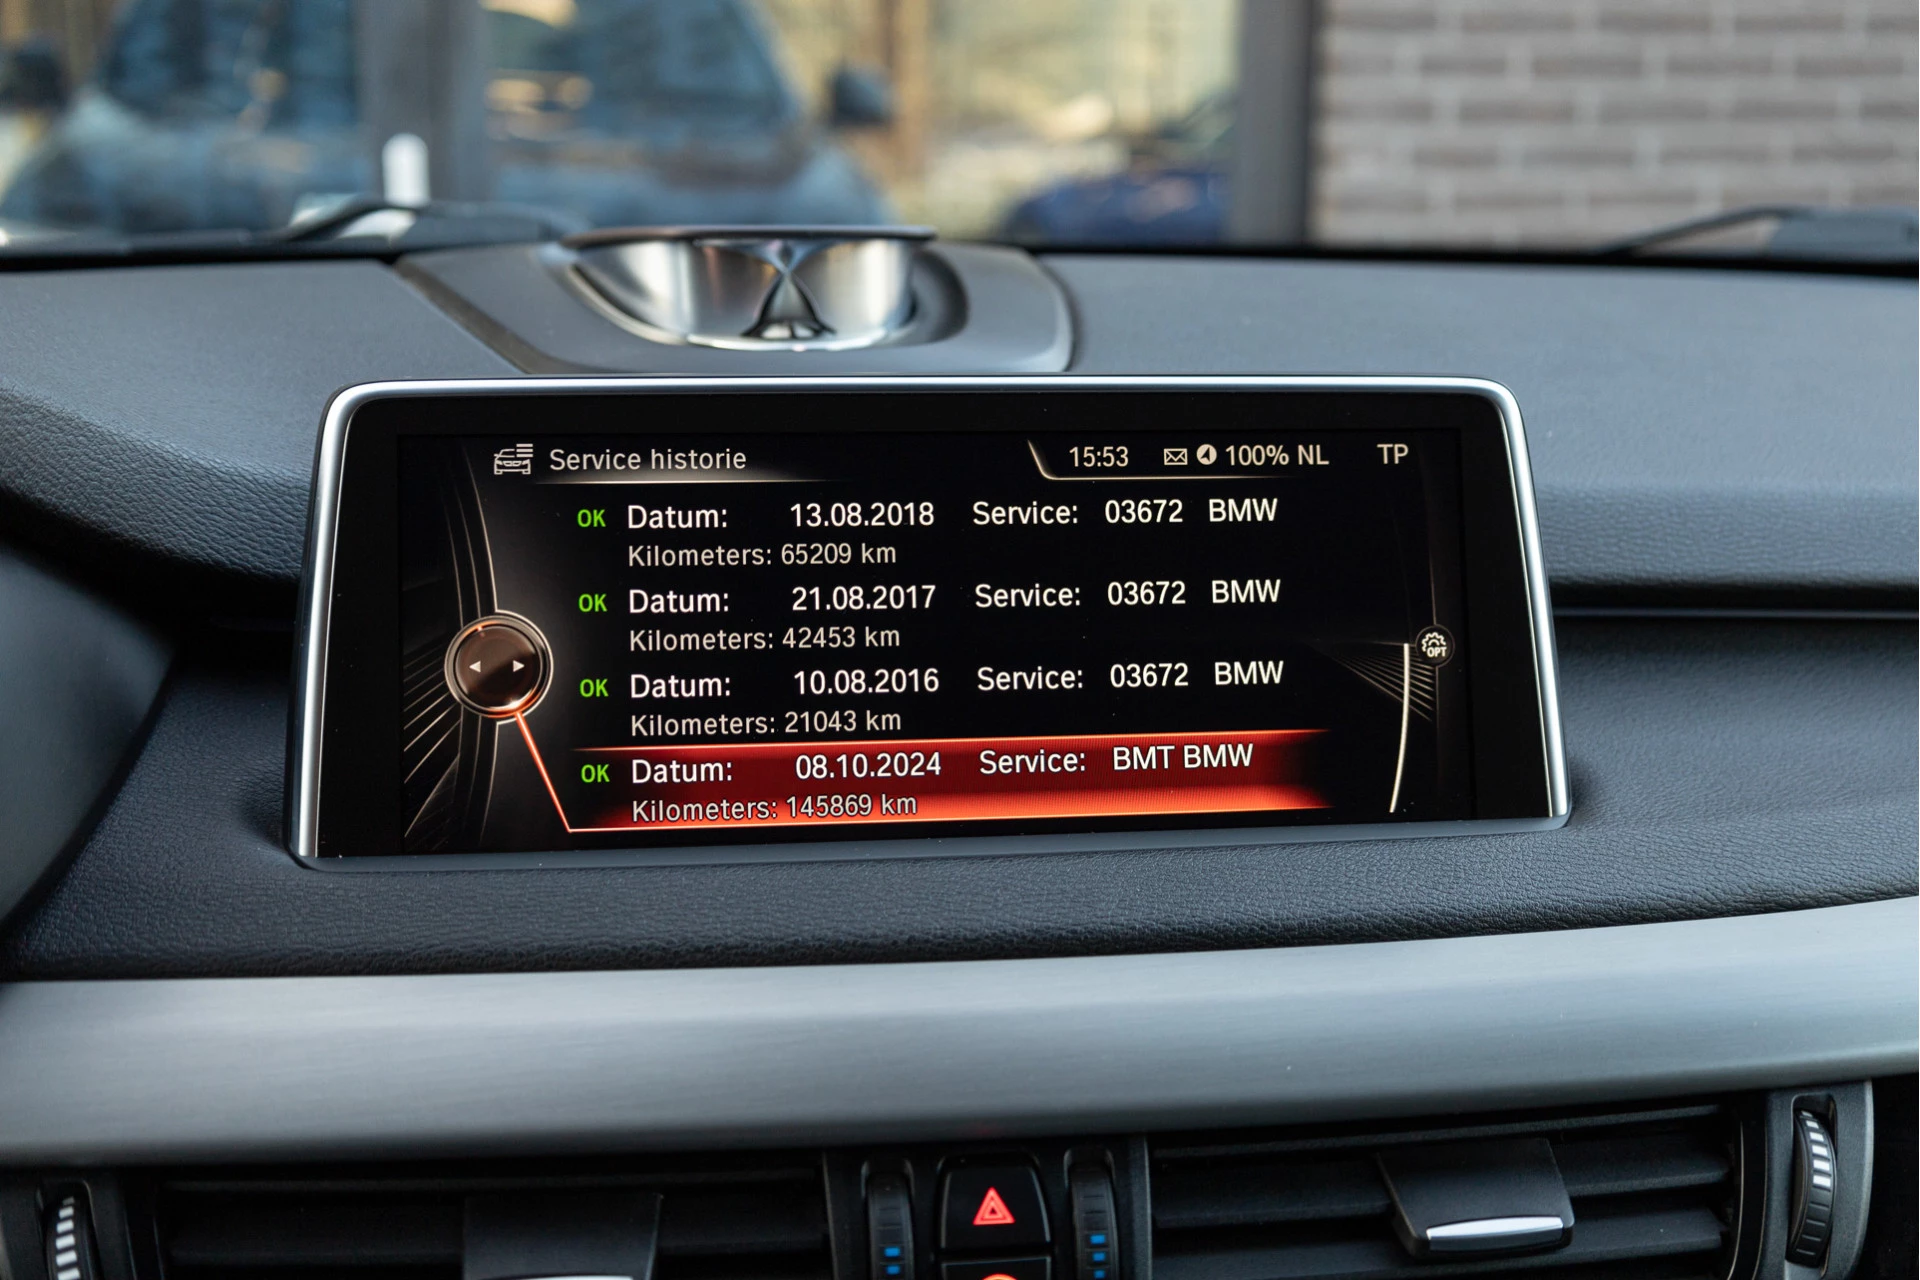 Service historie 15:53 100% NL TP
OK Datum: 13.08.2018 Service: 03672 BMW
Kilometers: 65209 km
OK Datum: 21.08.2017 Service: 03672 BMW
Kilometers: 42453 km
OPT
OK Datum: 10.08.2016 Service: 03672 BMW
Kilometers: 21043 km
OK Datum: 08.10.2024 Service: BMT BMW
Kilometers: 145869 km